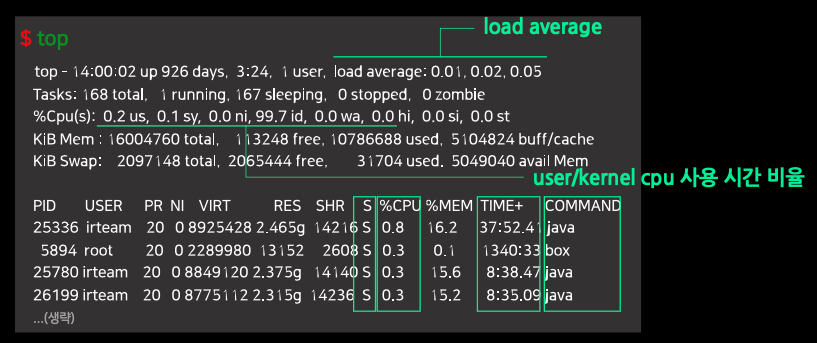 load average
$ top
top - 14:00:02 up 926 days, 3:24, 1 user, load average: 0.01, 0.02, 0.05
Tasks: 168 total, 1 running, 167 sleeping, 0 stopped, 0 zombie
%Cpu(s): 0.2 us, 0.1 sy, 0.0 ni, 99.7 id, 0.0 wa, 0.0 hi, 0.0 si, 0.0 st
KiB Mem : 16004760 total, 113248 free, 10786688 used, 5104824 buff/cache
KiB Swap: 2097148 total, 2065444 free, 31704 used. 5049040 avail Mem
user/kernel cpu 사용 시간 비율
PID USER PR NI VIRT RES SHR S %CPU %MEM TIME+ COMMAND
25336 irteam 20 0 8925428 2.465g 14216 S 0.8 16.2 37:52.41 java
5894 root 20 0 2289980 13152 2608 S 0.3 0.1 1340:33 box
25780 irteam 20 0 8849120 2.375g 14140 S 0.3 15.6 8:38.47 java
26199 irteam 20 0 8775112 2.315g 14236 S 0.3 15.2 8:35.09 java
...(생략)